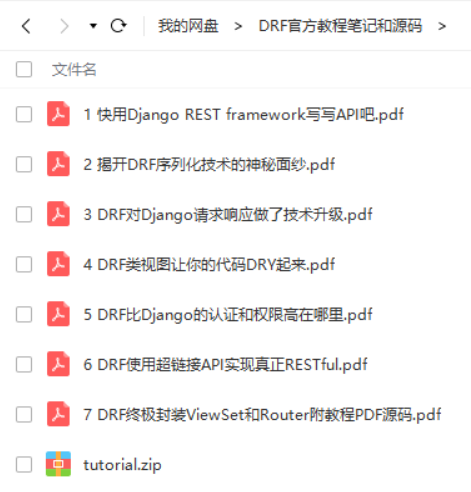 我的网盘 > DRF官方教程笔记和源码 >
文件名
1 快用Django REST framework写写API吧.pdf
2 揭开DRF序列化技术的神秘面纱.pdf
3 DRF对Django请求响应做了技术升级.pdf
4 DRF类视图让你的代码DRY起来.pdf
5 DRF比Django的认证和权限高在哪里.pdf
6 DRF使用超链接API实现真正RESTful.pdf
7 DRF终极封装ViewSet和Router附教程PDF源码.pdf
tutorial.zip